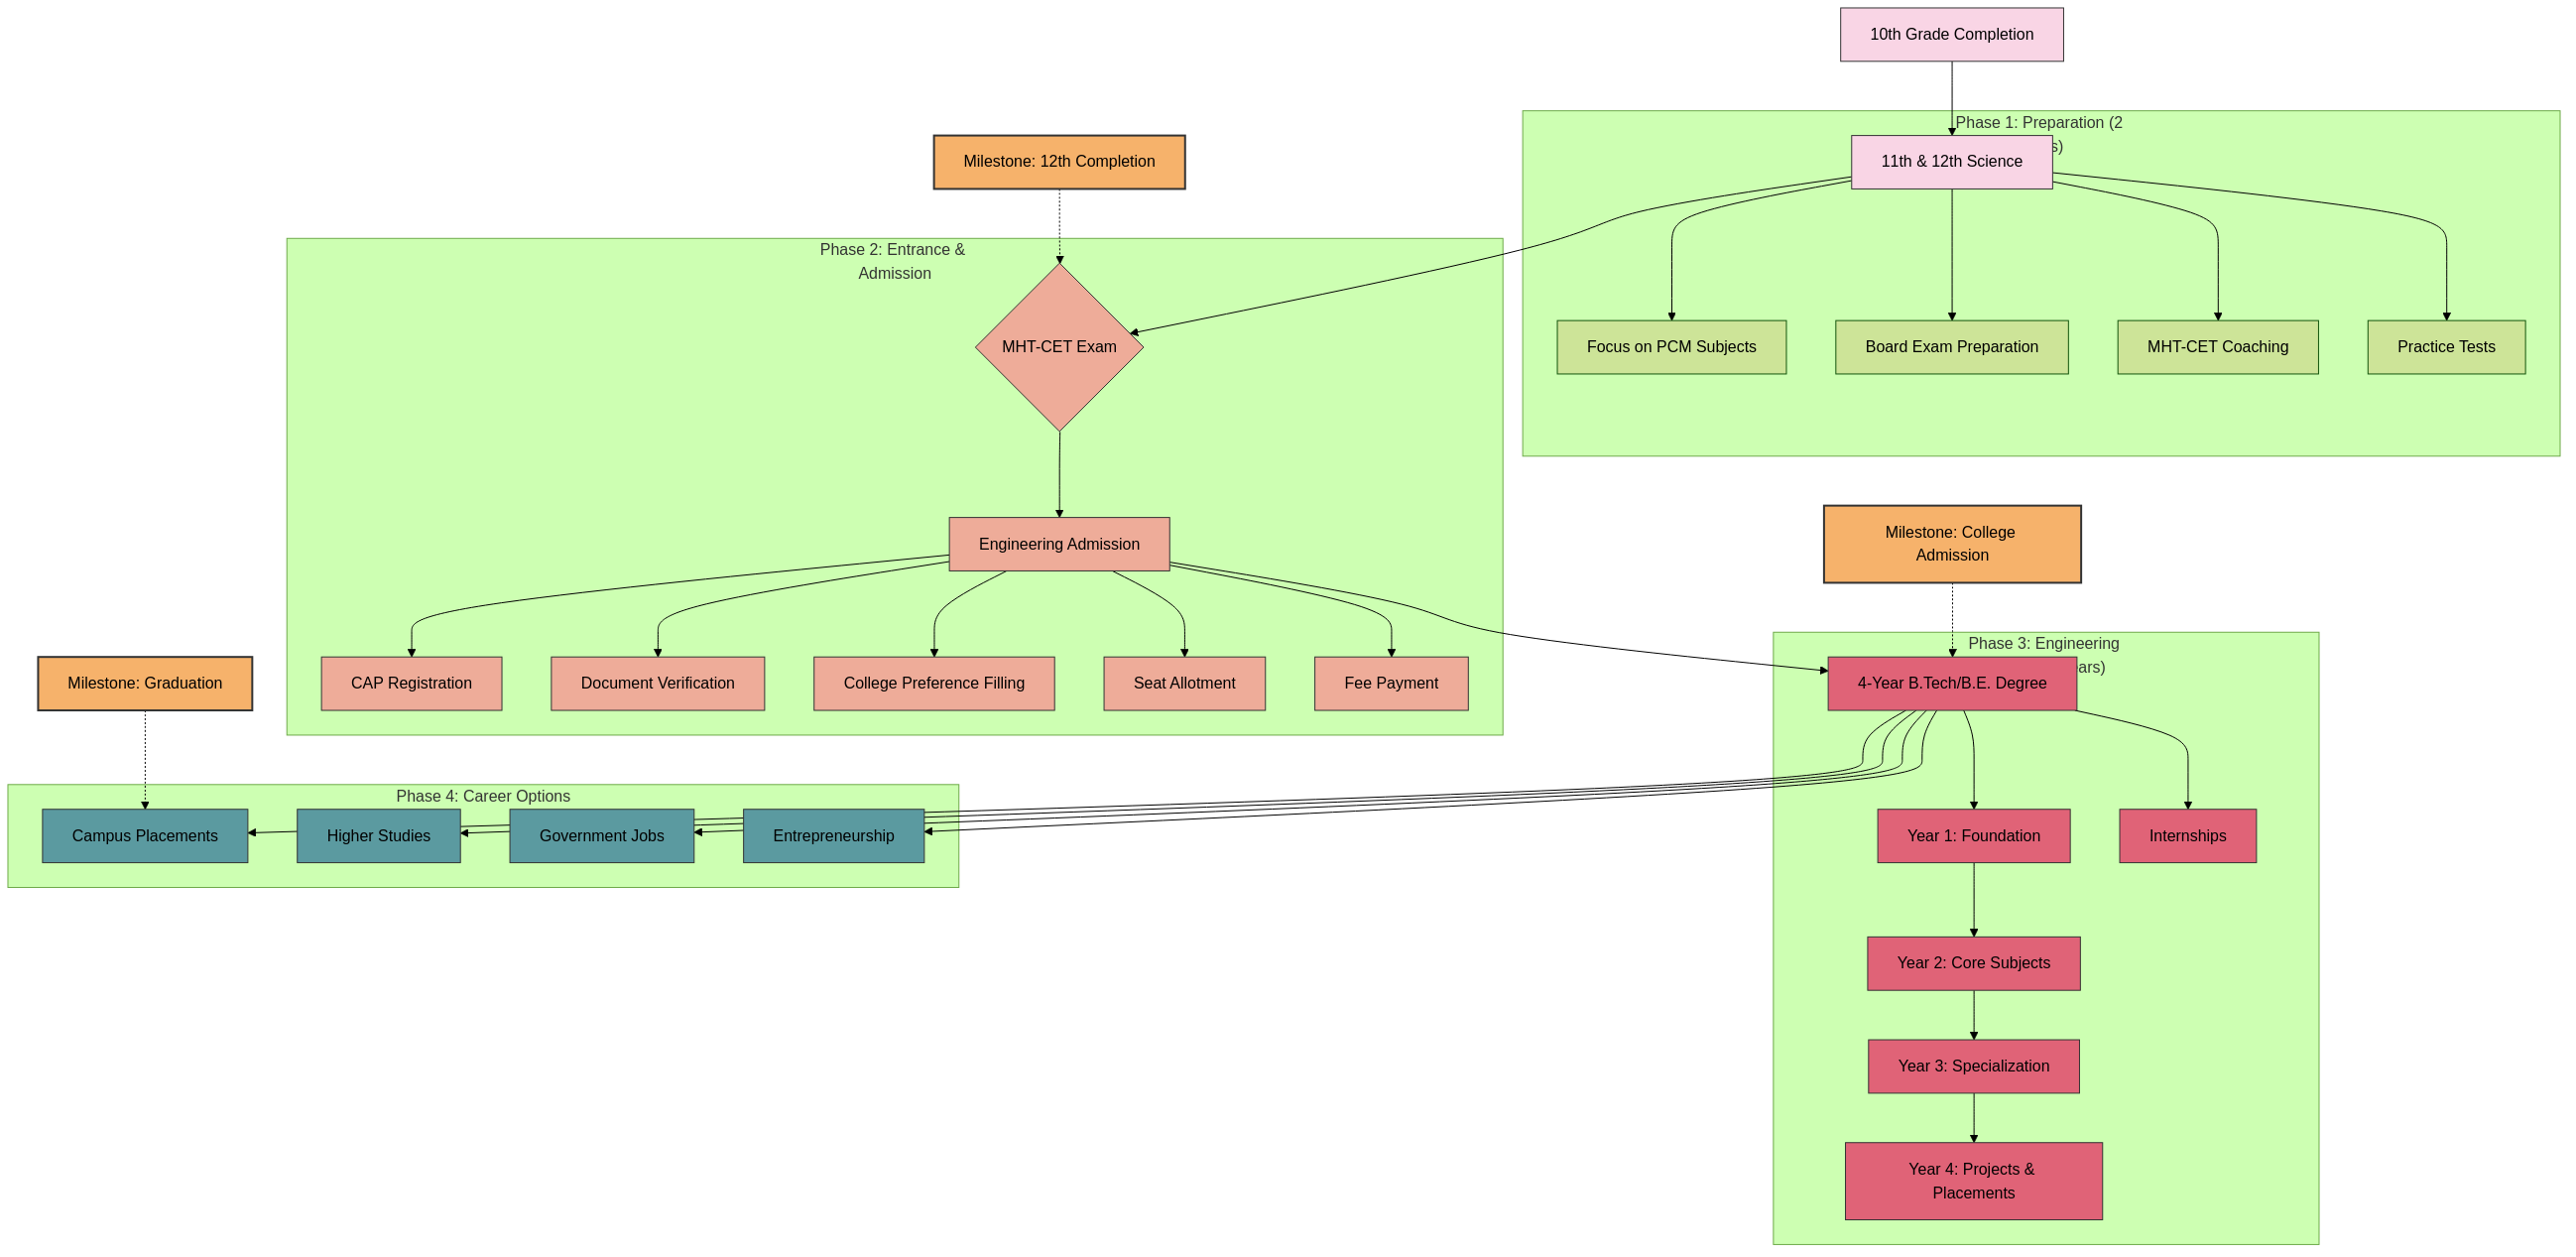 10th Grade Completion
Phase 1: Preparation (2
s)
11th & 12th Science
Focus on PCM Subjects
Board Exam Preparation
MHT-CET Coaching
Practice Tests
Milestone: 12th Completion
Phase 2: Entrance &
Admission
MHT-CET Exam
Engineering Admission
CAP Registration
Document Verification
College Preference Filling
Seat Allotment
Fee Payment
Milestone: College
Admission
Phase 3: Engineering
ears)
4-Year B.Tech/B.E. Degree
Year 1: Foundation
Internships
Year 2: Core Subjects
Year 3: Specialization
Year 4: Projects &
Placements
Milestone: Graduation
Phase 4: Career Options
Campus Placements
Higher Studies
Government Jobs
Entrepreneurship